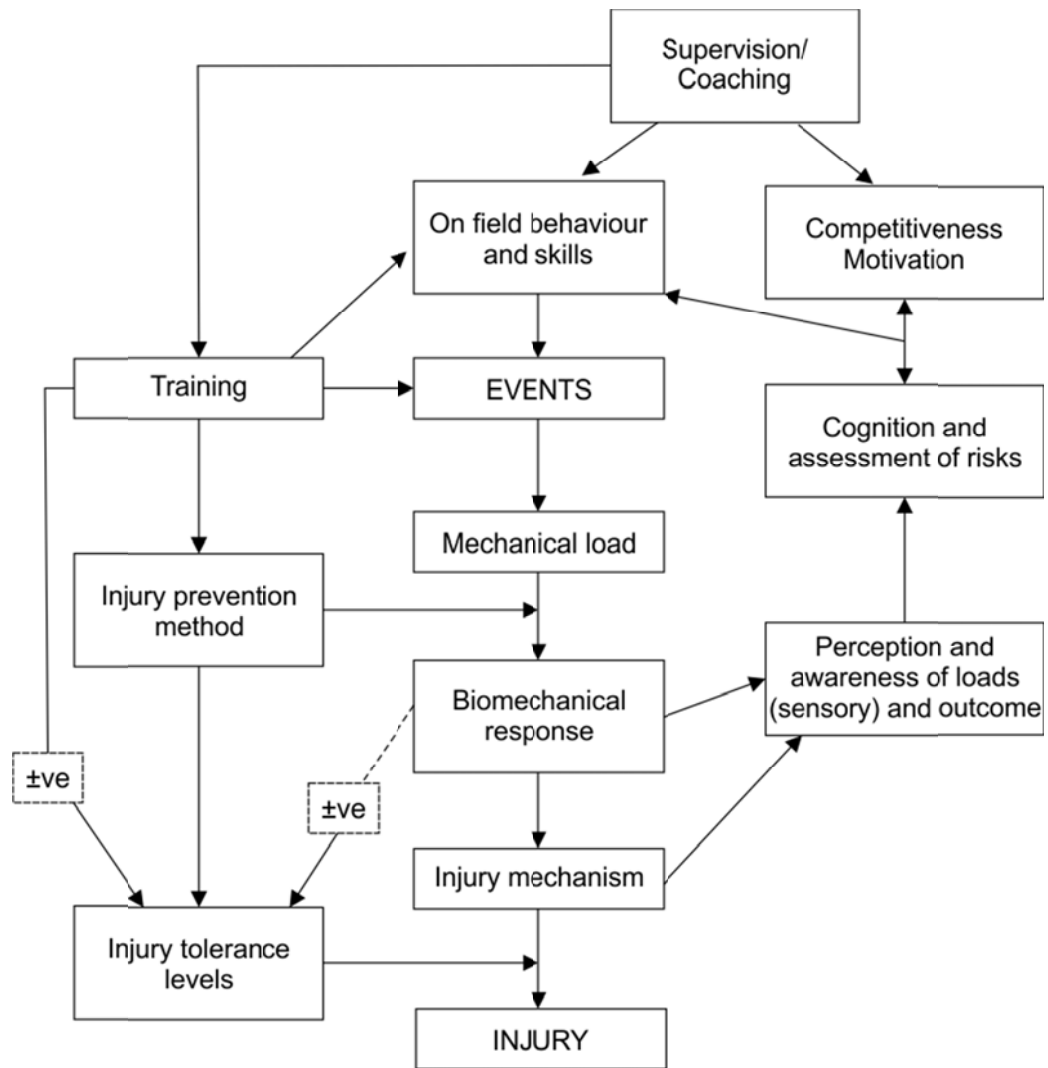 Supervision/
Coaching
On field behaviour
and skills
Competitiveness
Motivation
Training
EVENTS
Cognition and
assessment of risks
Mechanical load
Injury prevention
method
Perception and
awareness of loads
(sensory) and outcome
Biomechanical
response
±ve
±ve
Injury mechanism
Injury tolerance
levels
INJURY